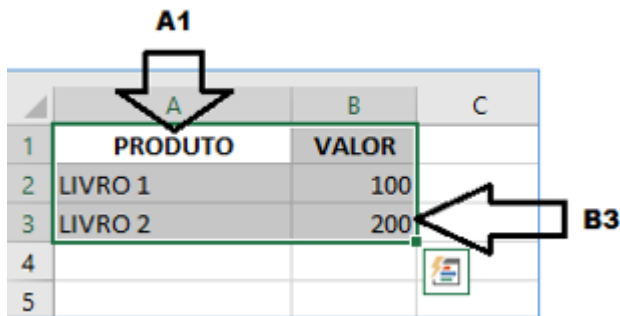 A1
A B C
1 PRODUTO VALOR
2 LIVRO 1 100
3 LIVRO 2 200
B3
4
5